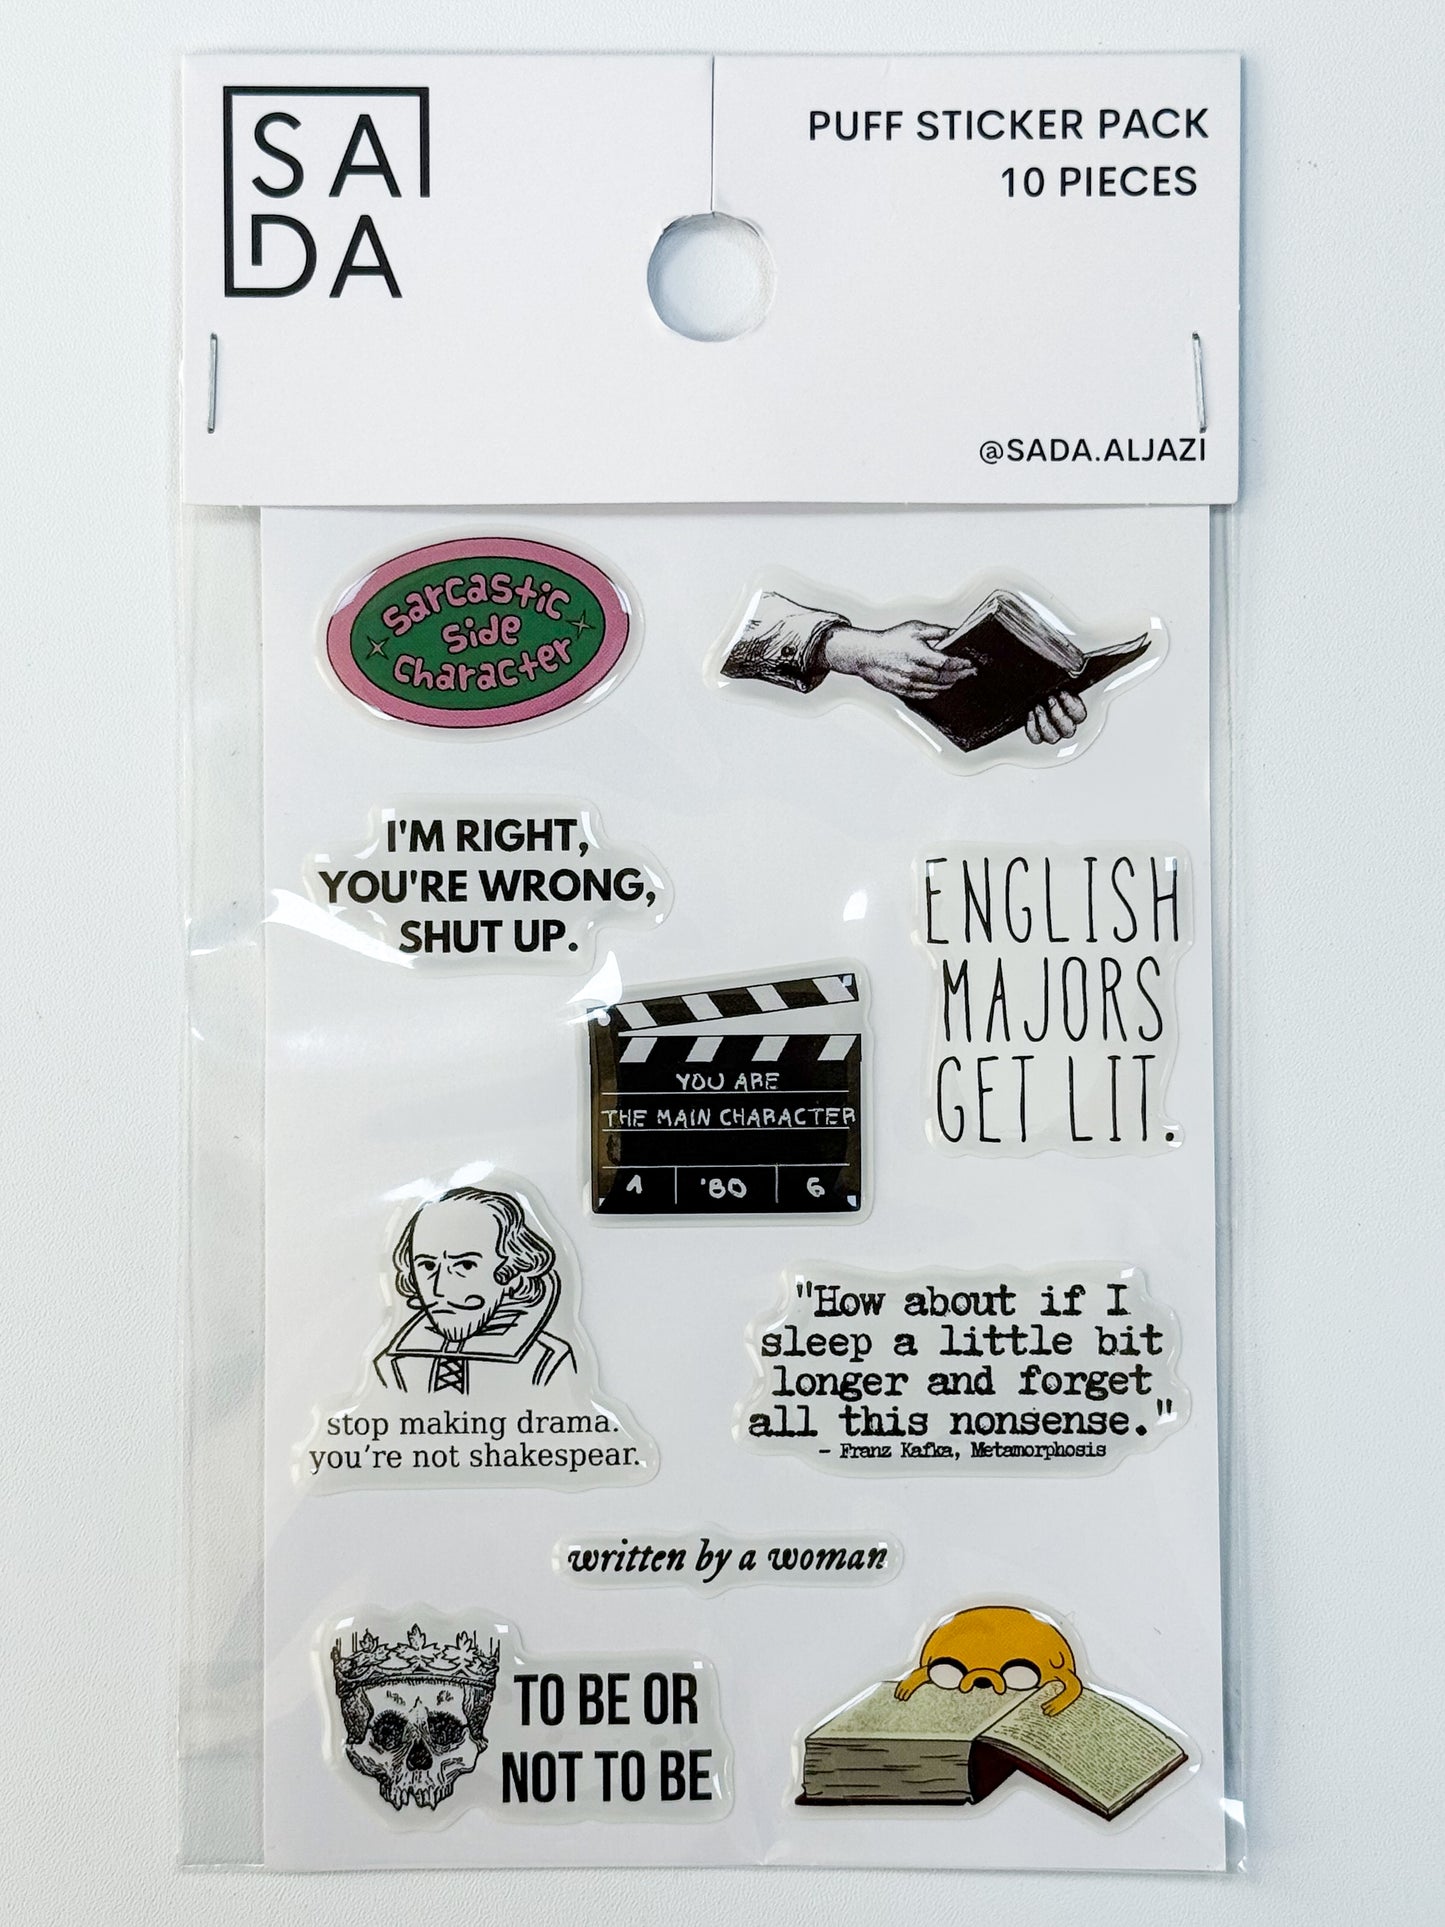 SA
DA
PUFF STICKER PACK
10 PIECES
@SADA.ALJAZI
sarcastic
side
character
I'M RIGHT,
YOU'RE WRONG,
SHUT UP.
ENGLISH
MAJORS
GET LIT.
YOU ARE
THE MAIN CHARACTER
1 '80 6
stop making drama.
you're not shakespear.
"How about if I
sleep a little bit
longer and forget
all this nonsense."
- Franz Kafka, Metamorphosis
written by a woman
TO BE OR
NOT TO BE